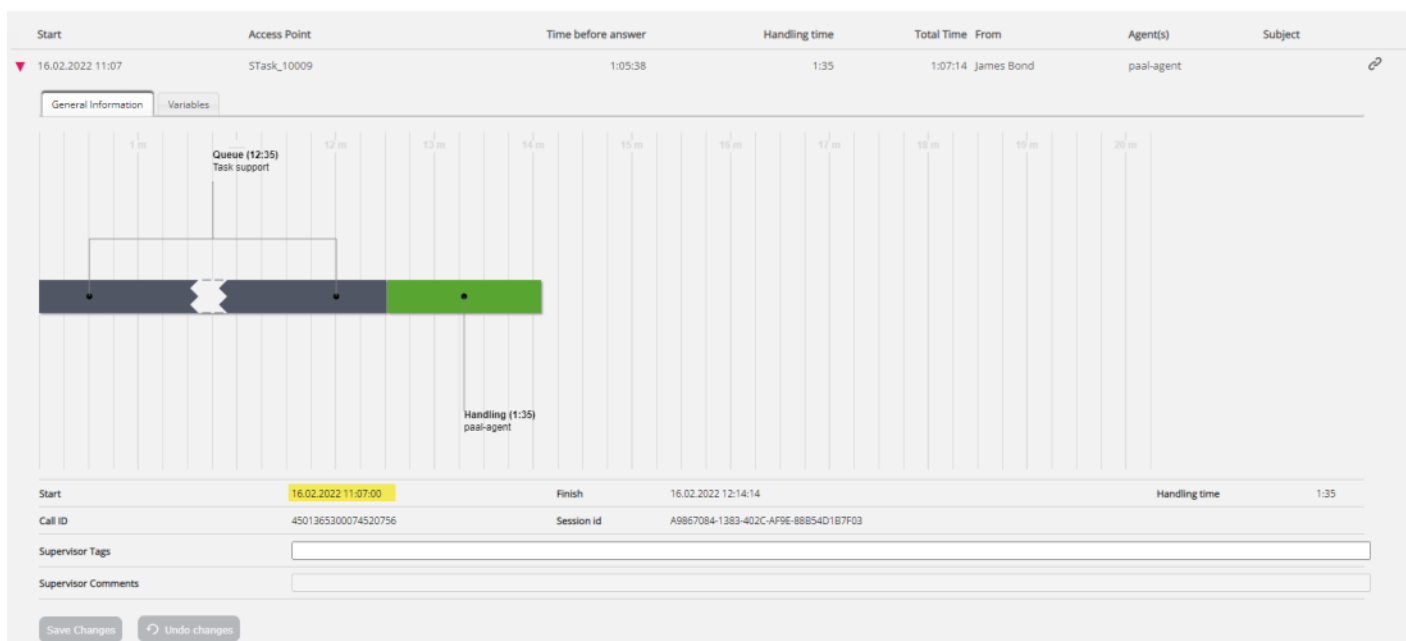 Start Access Point Time before answer Handling time Total Time From Agent(s) Subject
16.02.2022 11:07 STask_10009 1:05:38 1:35 1:07:14 James Bond paal-agent
General Information Variables
1 m 12 m 13 m 14 m 15 m 16 m 17 m 18 m 19 m 20 m
Queue (12:35)
Task support
Handling (1:35)
paal-agent
Start 16.02.2022 11:07:00 Finish 16.02.2022 12:14:14 Handling time 1:35
Call ID 4501365300074520756 Session id A9867084-1383-402C-AF9E-88B54D1B7F03
Supervisor Tags
Supervisor Comments
Save Changes Undo changes